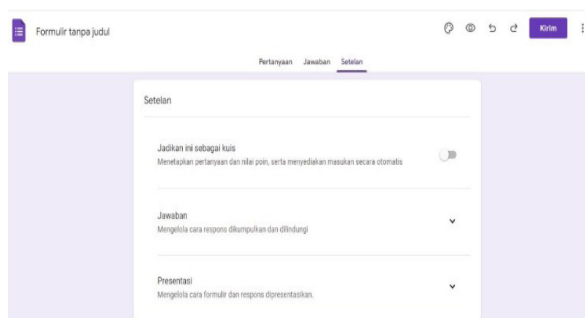 Formulir tanpa judul
Kirim
Pertanyaan Jawaban Setelan
Setelan
Jadikan ini sebagai kuis
Menetapkan pertanyaan dan nilai poin, serta menyediakan masukan secara otomatis
Jawaban
Mengelola cara respons dikumpulkan dan dilindungi
Presentasi
Mengelola cara formulir dan respons dipresentasikan.